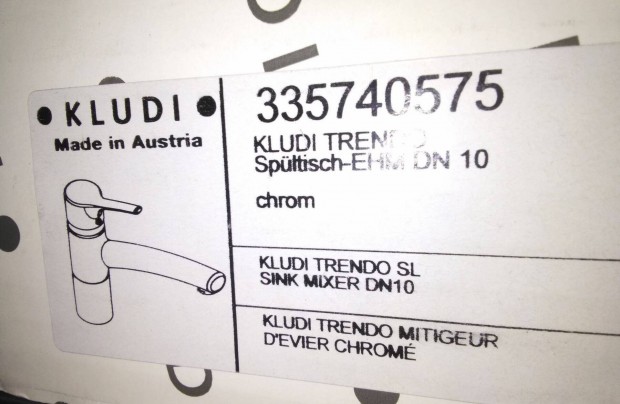 KLUDI
Made in Austria
335740575
KLUDI TRENDO
Spültisch-EHM DN 10
chrom
KLUDI TRENDO SL
SINK MIXER DN10
KLUDI TRENDO MITIGEUR
D'EVIER CHROMÉ